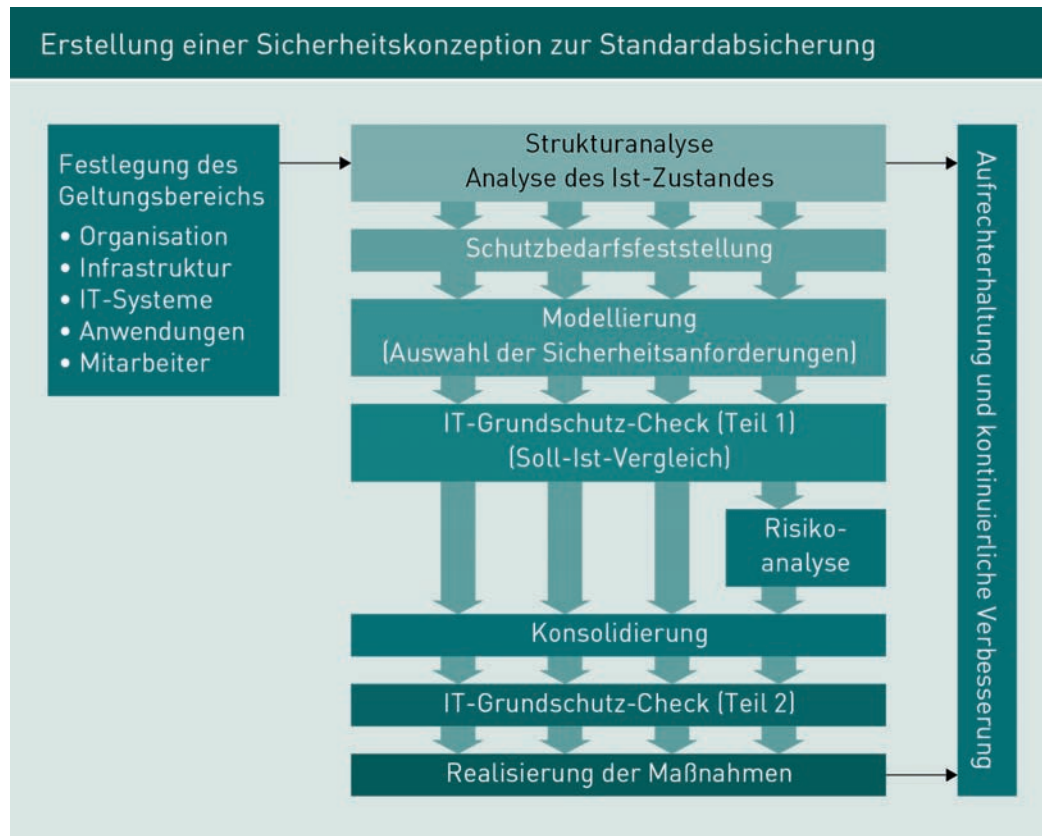 Erstellung einer Sicherheitskonzeption zur Standardabsicherung
Festlegung des
Geltungsbereichs
• Organisation
• Infrastruktur
• IT-Systeme
• Anwendungen
• Mitarbeiter
Strukturanalyse
Analyse des Ist-Zustandes
Schutzbedarfsfeststellung
Modellierung
(Auswahl der Sicherheitsanforderungen)
IT-Grundschutz-Check (Teil 1)
(Soll-Ist-Vergleich)
Risiko-
analyse
Konsolidierung
IT-Grundschutz-Check (Teil 2)
Realisierung der Maßnahmen
Aufrechterhaltung und kontinuierliche Verbesserung